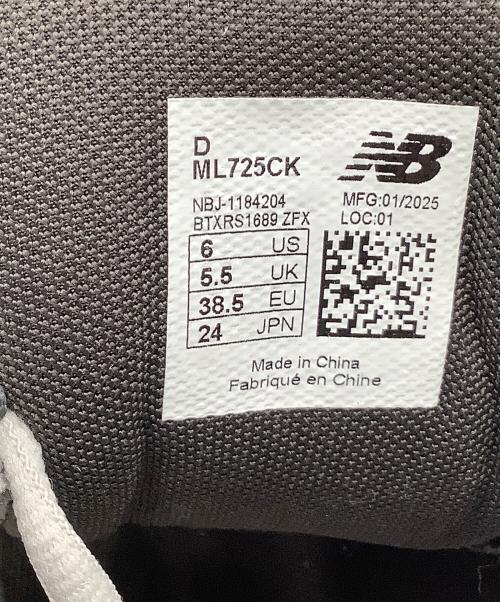 D
ML725CK
NB
NBJ-1184204
BTXRS1689 ZFX
MFG:01/2025
LOC:01
6 US
5.5 UK
38.5 EU
24 JPN
Made in China
Fabriqué en Chine